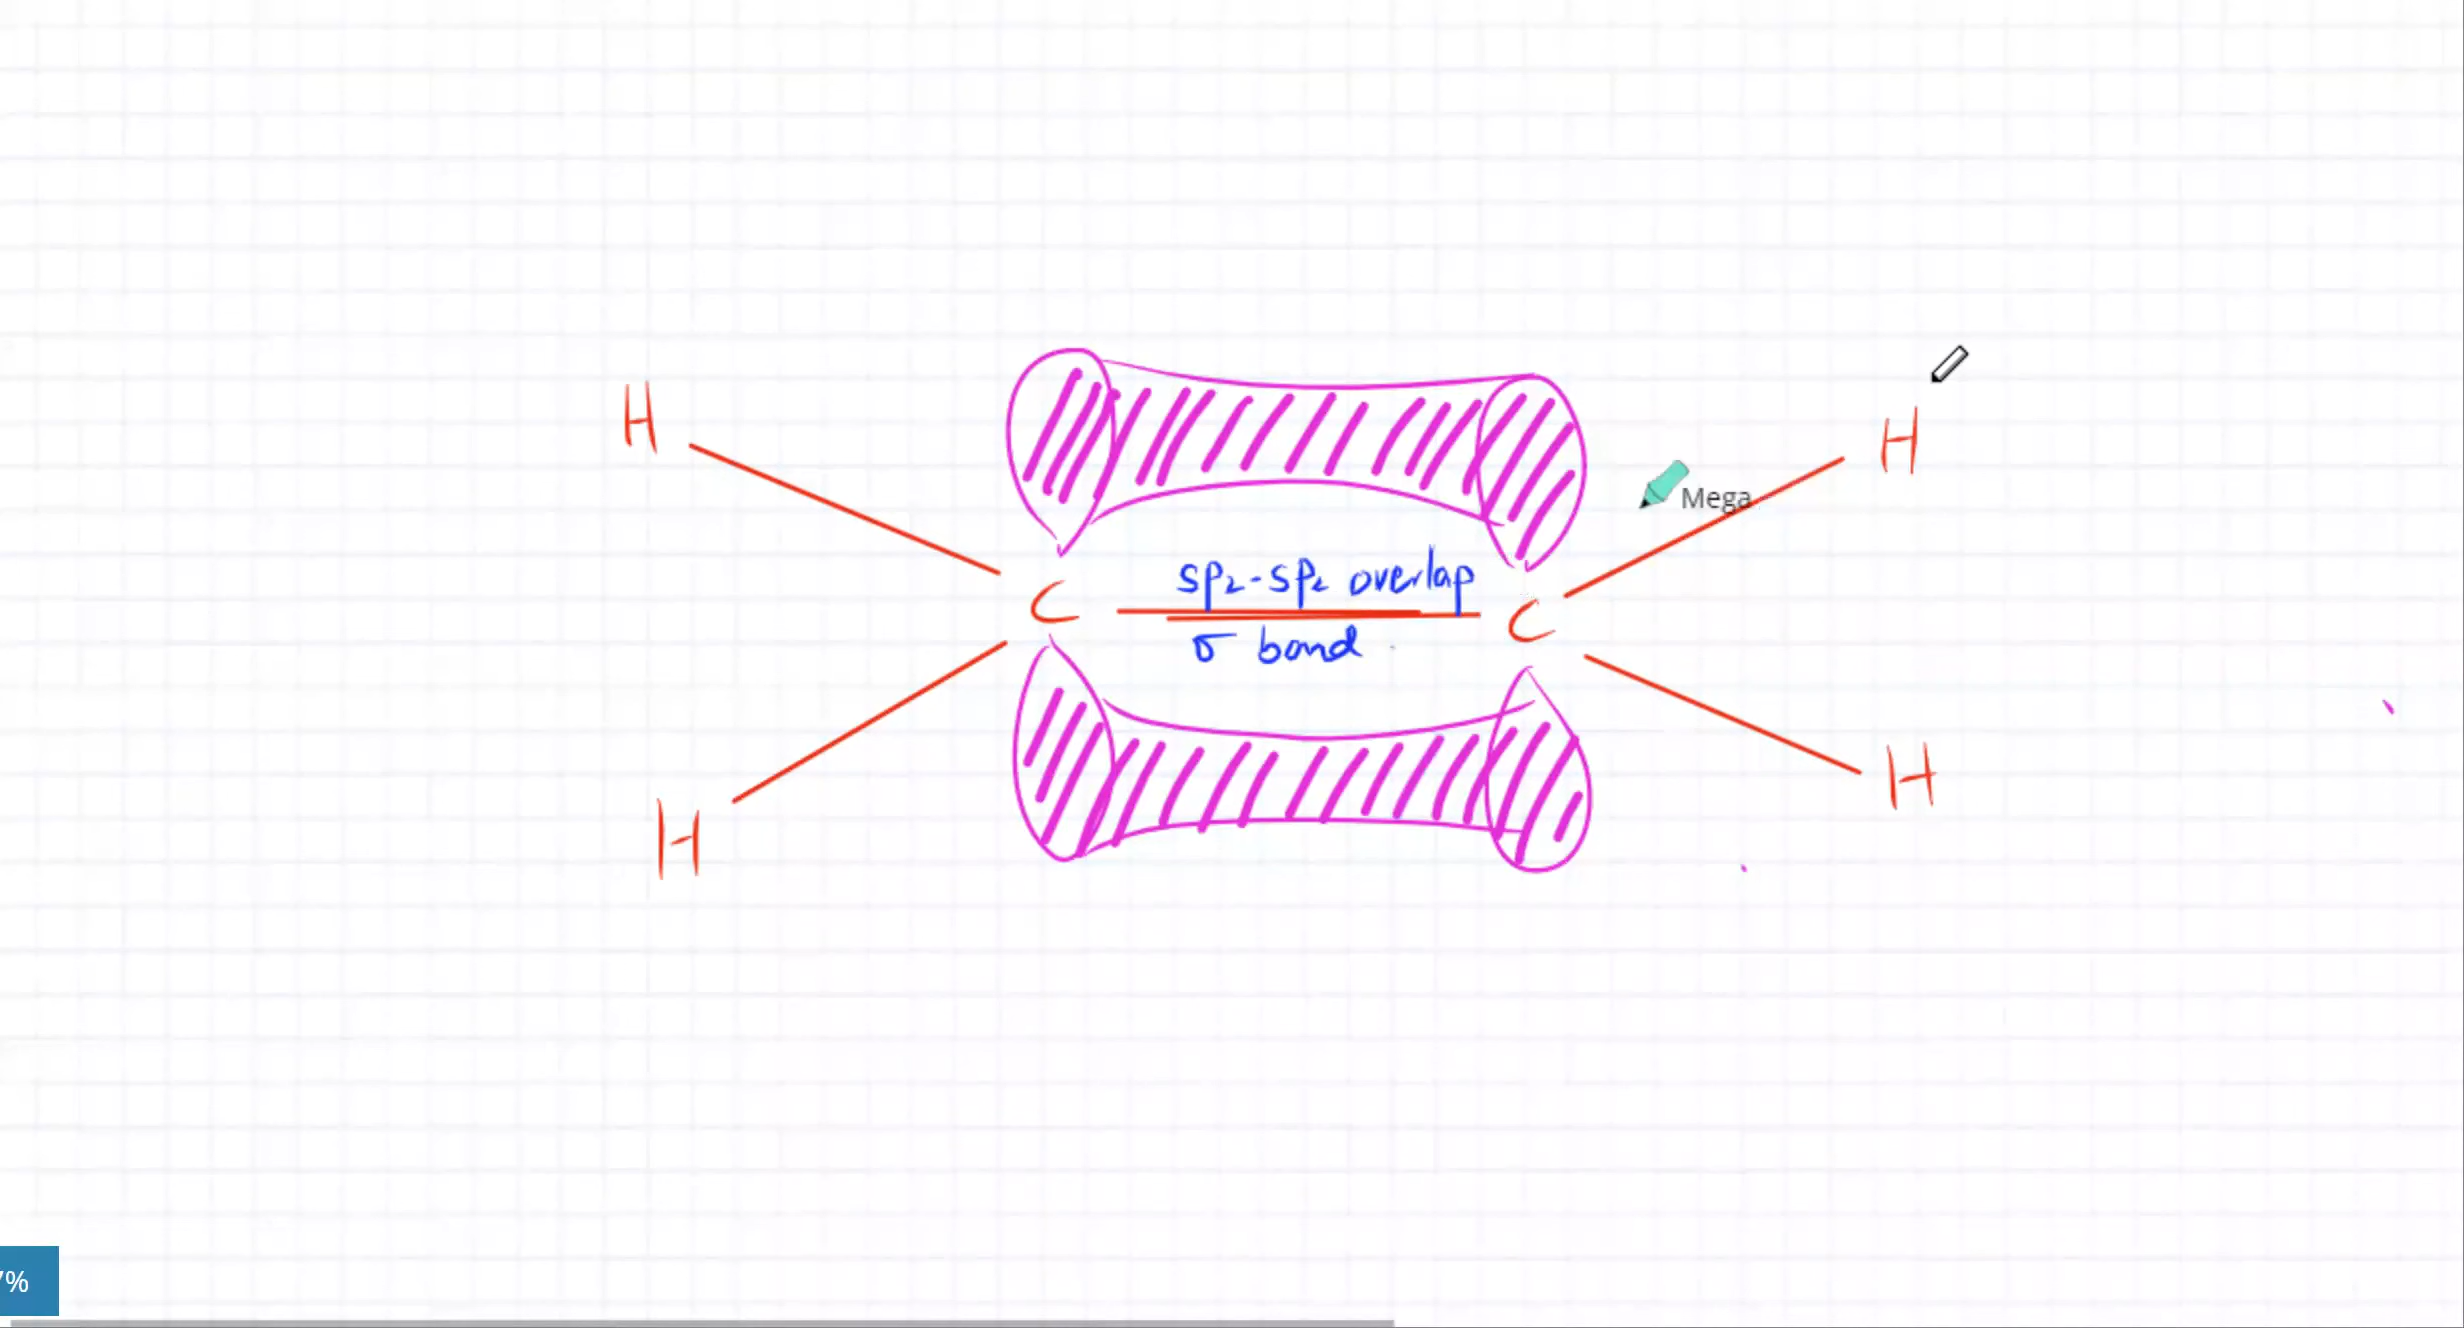 H
H
Mega
sp₂-sp₂ overlap
C
C
σ bond
H
H
7%